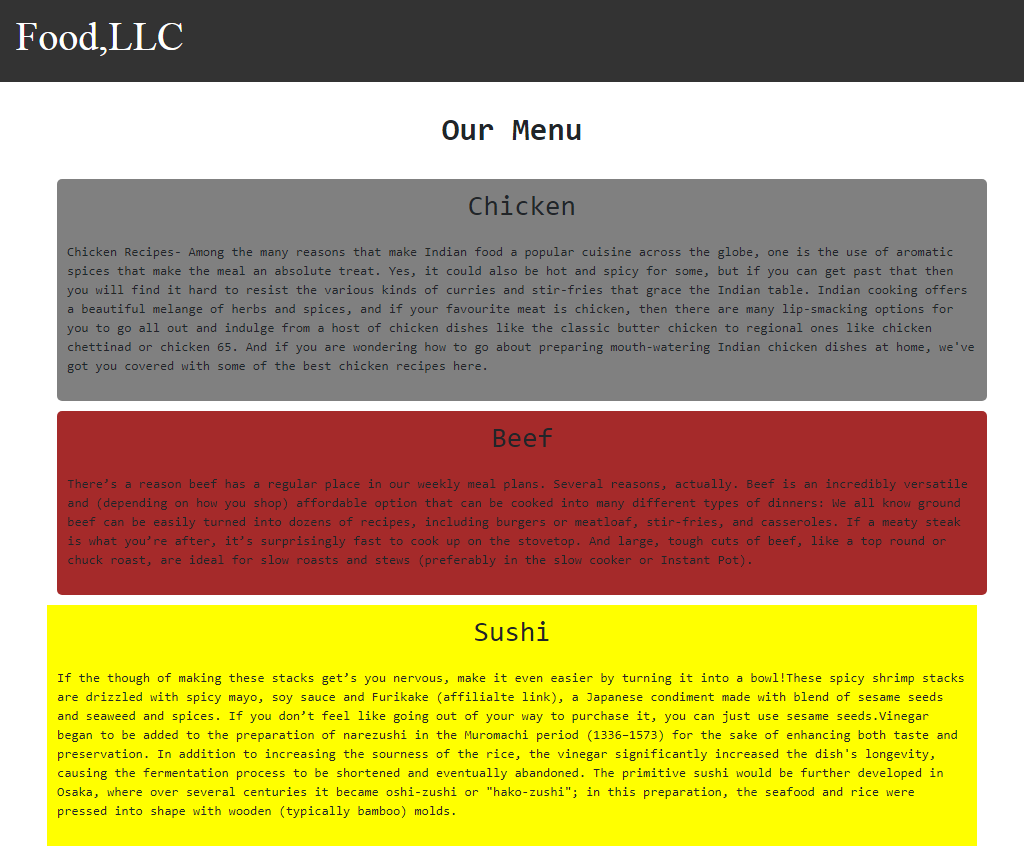 Food,LLC
Our Menu
Chicken
Chicken Recipes- Among the many reasons that make Indian food a popular cuisine across the globe, one is the use of aromatic
spices that make the meal an absolute treat. Yes, it could also be hot and spicy for some, but if you can get past that then
you will find it hard to resist the various kinds of curries and stir-fries that grace the Indian table. Indian cooking offers
a beautiful melange of herbs and spices, and if your favourite meat is chicken, then there are many lip-smacking options for
you to go all out and indulge from a host of chicken dishes like the classic butter chicken to regional ones like chicken
chettinad or chicken 65. And if you are wondering how to go about preparing mouth-watering Indian chicken dishes at home, we've
got you covered with some of the best chicken recipes here.
Beef
There’s a reason beef has a regular place in our weekly meal plans. Several reasons, actually. Beef is an incredibly versatile
and (depending on how you shop) affordable option that can be cooked into many different types of dinners: We all know ground
beef can be easily turned into dozens of recipes, including burgers or meatloaf, stir-fries, and casseroles. If a meaty steak
is what you’re after, it’s surprisingly fast to cook up on the stovetop. And large, tough cuts of beef, like a top round or
chuck roast, are ideal for slow roasts and stews (preferably in the slow cooker or Instant Pot).
Sushi
If the though of making these stacks get’s you nervous, make it even easier by turning it into a bowl!These spicy shrimp stacks
are drizzled with spicy mayo, soy sauce and Furikake (affilialte link), a Japanese condiment made with blend of sesame seeds
and seaweed and spices. If you don’t feel like going out of your way to purchase it, you can just use sesame seeds.Vinegar
began to be added to the preparation of narezushi in the Muromachi period (1336–1573) for the sake of enhancing both taste and
preservation. In addition to increasing the sourness of the rice, the vinegar significantly increased the dish's longevity,
causing the fermentation process to be shortened and eventually abandoned. The primitive sushi would be further developed in
Osaka, where over several centuries it became oshi-zushi or "hako-zushi"; in this preparation, the seafood and rice were
pressed into shape with wooden (typically bamboo) molds.